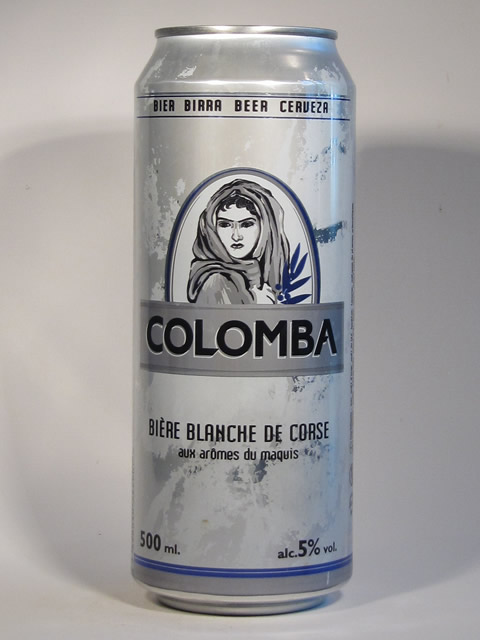 BIER BIRRA BEER CERVEZA
COLOMBA
BIÈRE BLANCHE DE CORSE
aux arômes du maquis
500 ml.
alc.5% vol.